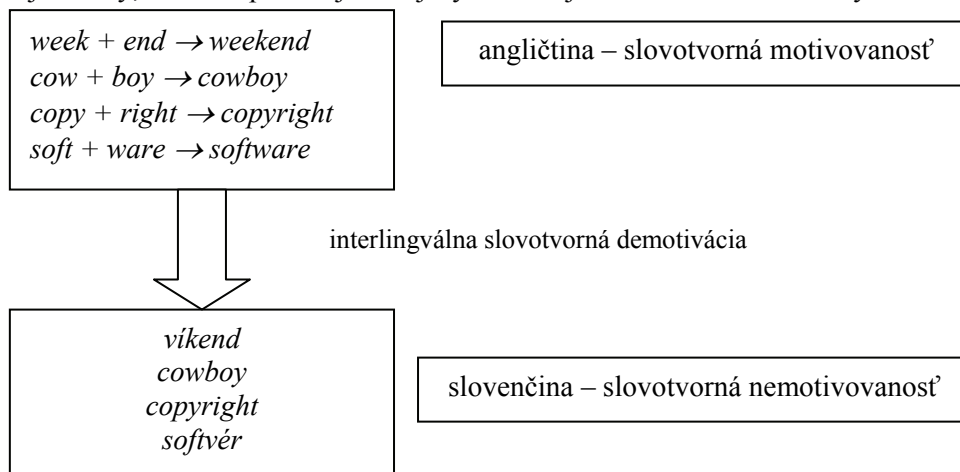 week + end → weekend
cow + boy → cowboy
copy + right → copyright
soft + ware → software
angličtina – slovotvorná motivovanosť
interlingválna slovotvorná demotivácia
víkend
cowboy
copyright
softvér
slovenčina – slovotvorná nemotivovanosť